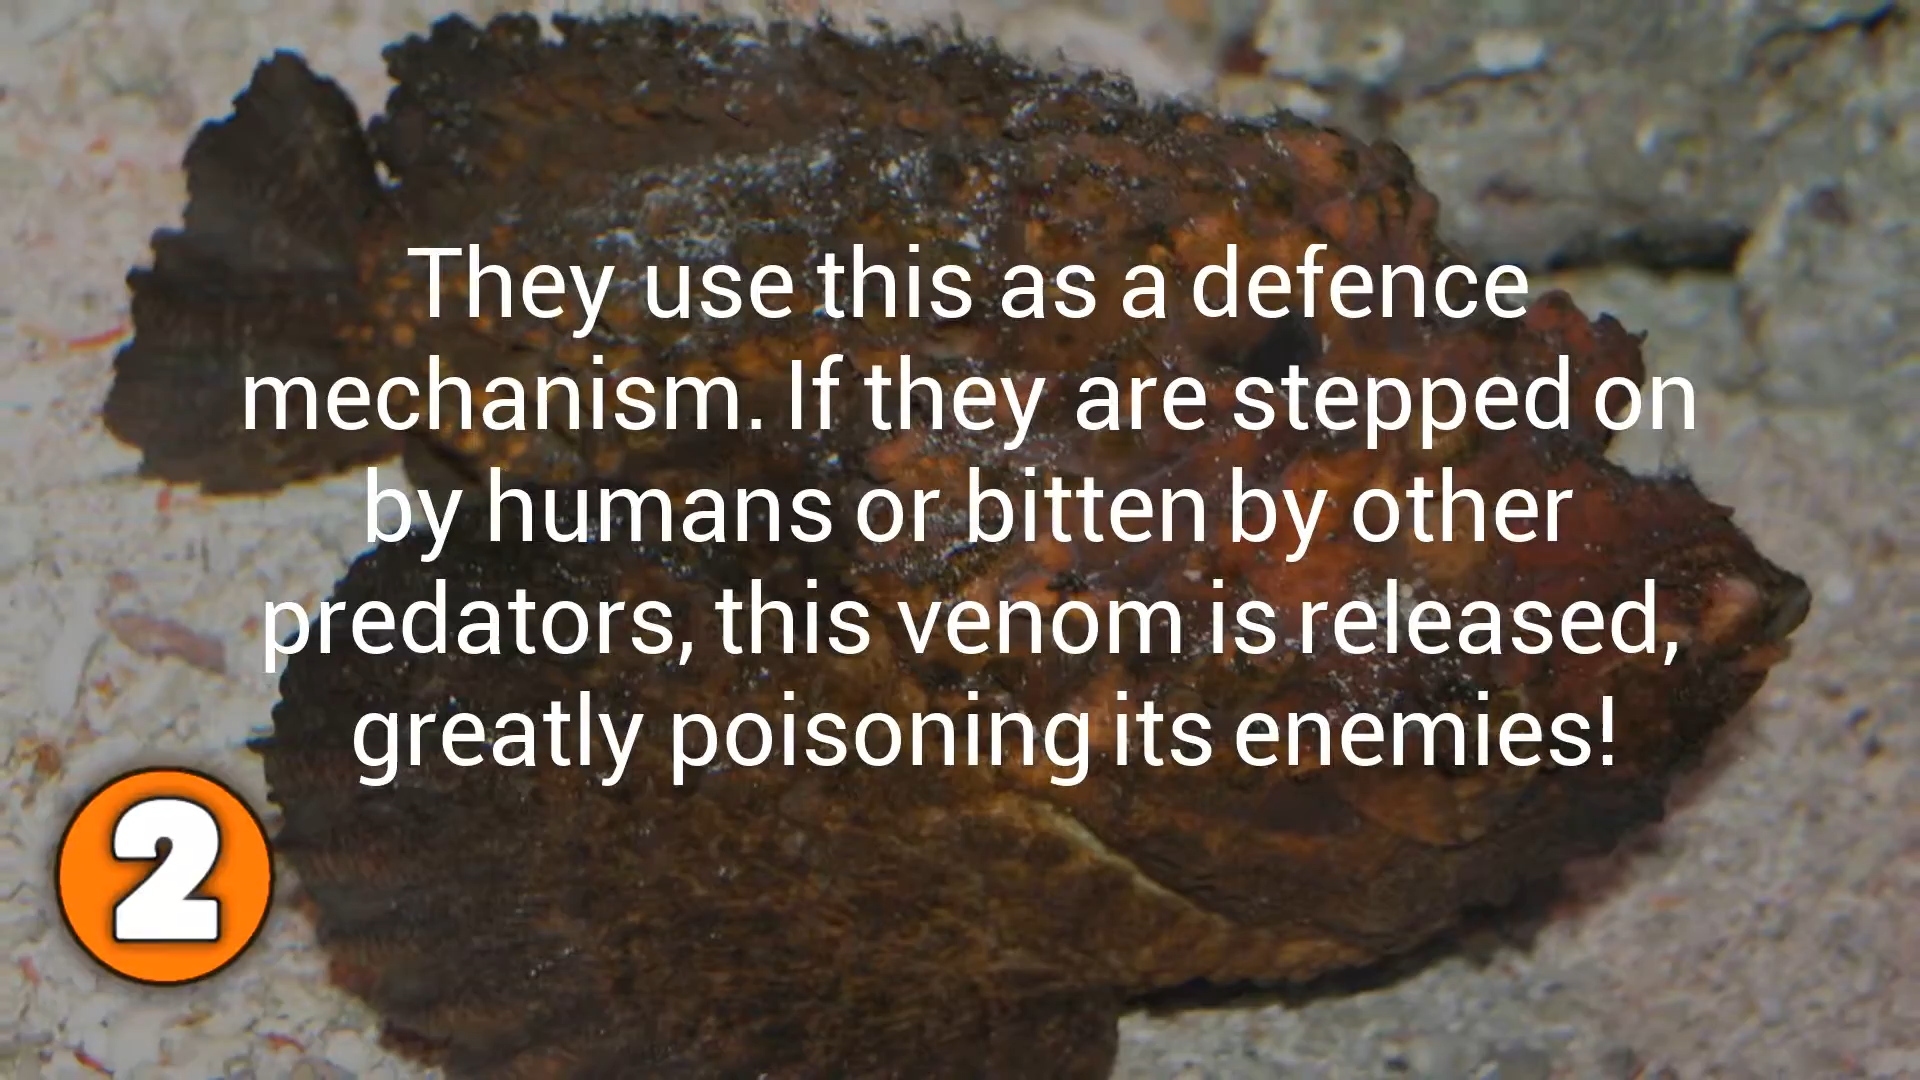 They use this as a defence
mechanism. If they are stepped on
by humans or bitten by other
predators, this venom is released,
greatly poisoning its enemies!
2